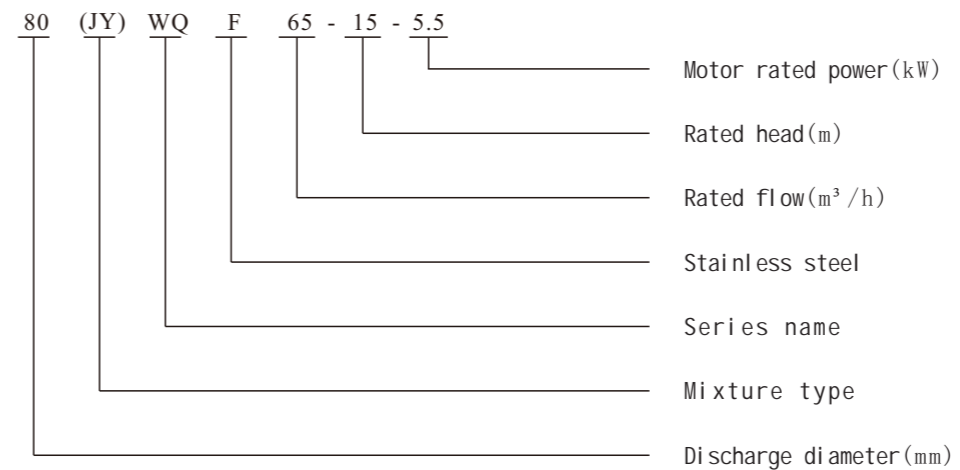 80 (JY) WQ F 65 - 15 - 5.5
Motor rated power(kW)
Rated head(m)
Rated flow(m³/h)
Stainless steel
Series name
Mixture type
Discharge diameter(mm)